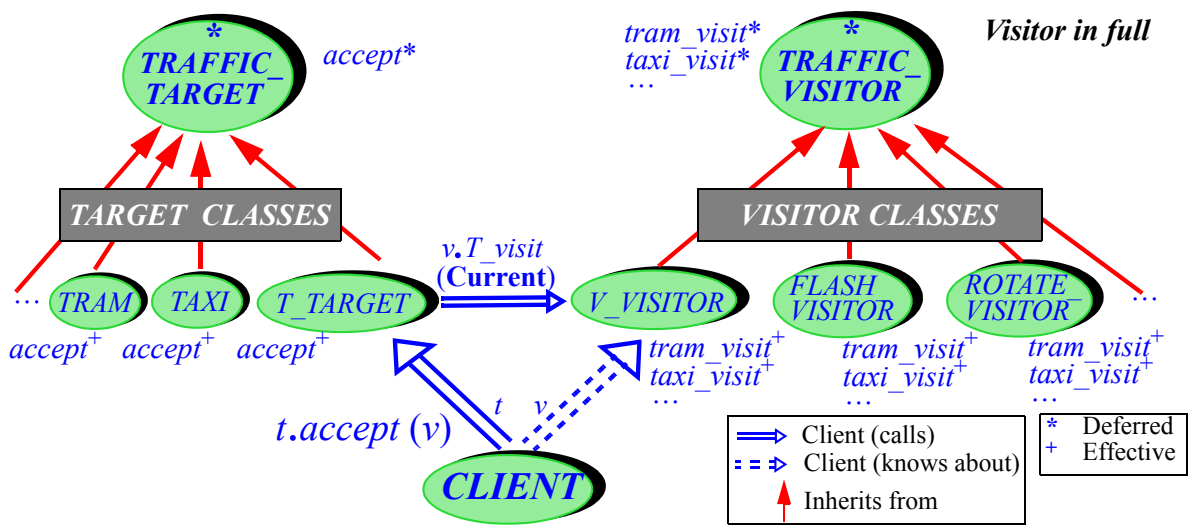 *
TRAFFIC_
TARGET
accept*
tram_visit*
taxi_visit*
…
*
TRAFFIC_
VISITOR
Visitor in full
TARGET CLASSES
VISITOR CLASSES
v.T_visit
(Current)
…
TRAM
TAXI
T_TARGET
V_VISITOR
FLASH_
VISITOR
ROTATE_
VISITOR
…
accept+
accept+
accept+
tram_visit+
taxi_visit+
…
tram_visit+
taxi_visit+
…
tram_visit+
taxi_visit+
…
t
v
t.accept (v)
CLIENT
Client (calls)
Client (knows about)
Inherits from
* Deferred
+ Effective